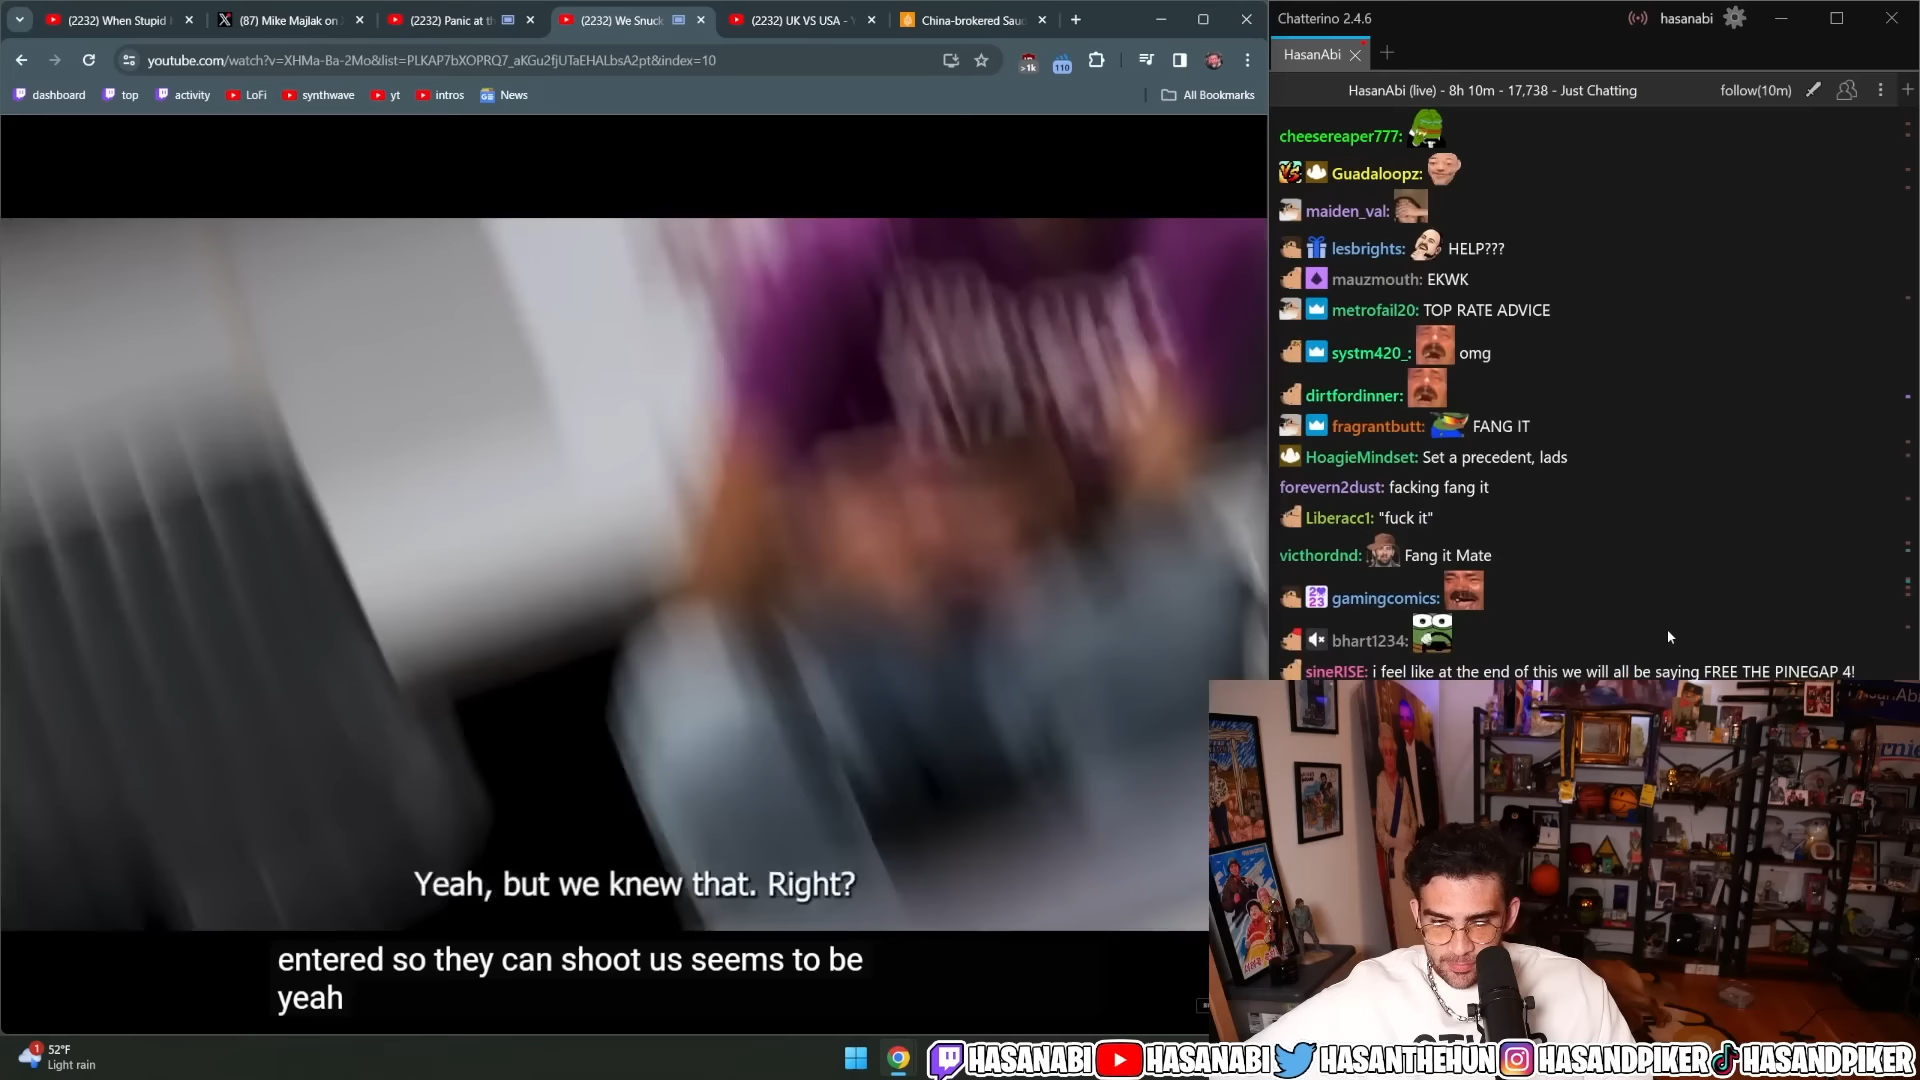 (2232) When Stupid
(87) Mike Majlak on
(2232) Panic at th
(2232) We Snuck
(2232) UK VS USA -
China-brokered Sau
Chatterino 2.4.6
hasanabi
HasanAbi
youtube.com/watch?v=XHMa-Ba-2Mo&list=PLKAP7bXOPRQ7_aKGu2fjUTaEHALbsA2pt&index=10
>1k
110
dashboard
top
activity
LoFi
synthwave
yt
intros
News
All Bookmarks
HasanAbi (live) - 8h 10m - 17,738 - Just Chatting
follow(10m)
cheesereaper777:
Guadaloopz:
maiden_val:
lesbrights: HELP???
mauzmouth: EKWK
metrofail20: TOP RATE ADVICE
systm420_: omg
dirtfordinner:
fragrantbutt: FANG IT
HoagieMindset: Set a precedent, lads
forevern2dust: facking fang it
Liberacc1: "fuck it"
victhordnd: Fang it Mate
gamingcomics:
bhart1234:
sineRISE: i feel like at the end of this we will all be saying FREE THE PINEGAP 4!
Yeah, but we knew that. Right?
entered so they can shoot us seems to be
yeah
1
52°F
Light rain
HASANABI
HASANABI
HASANTHEHUN
HASANDPIKER
HASANDPIKER